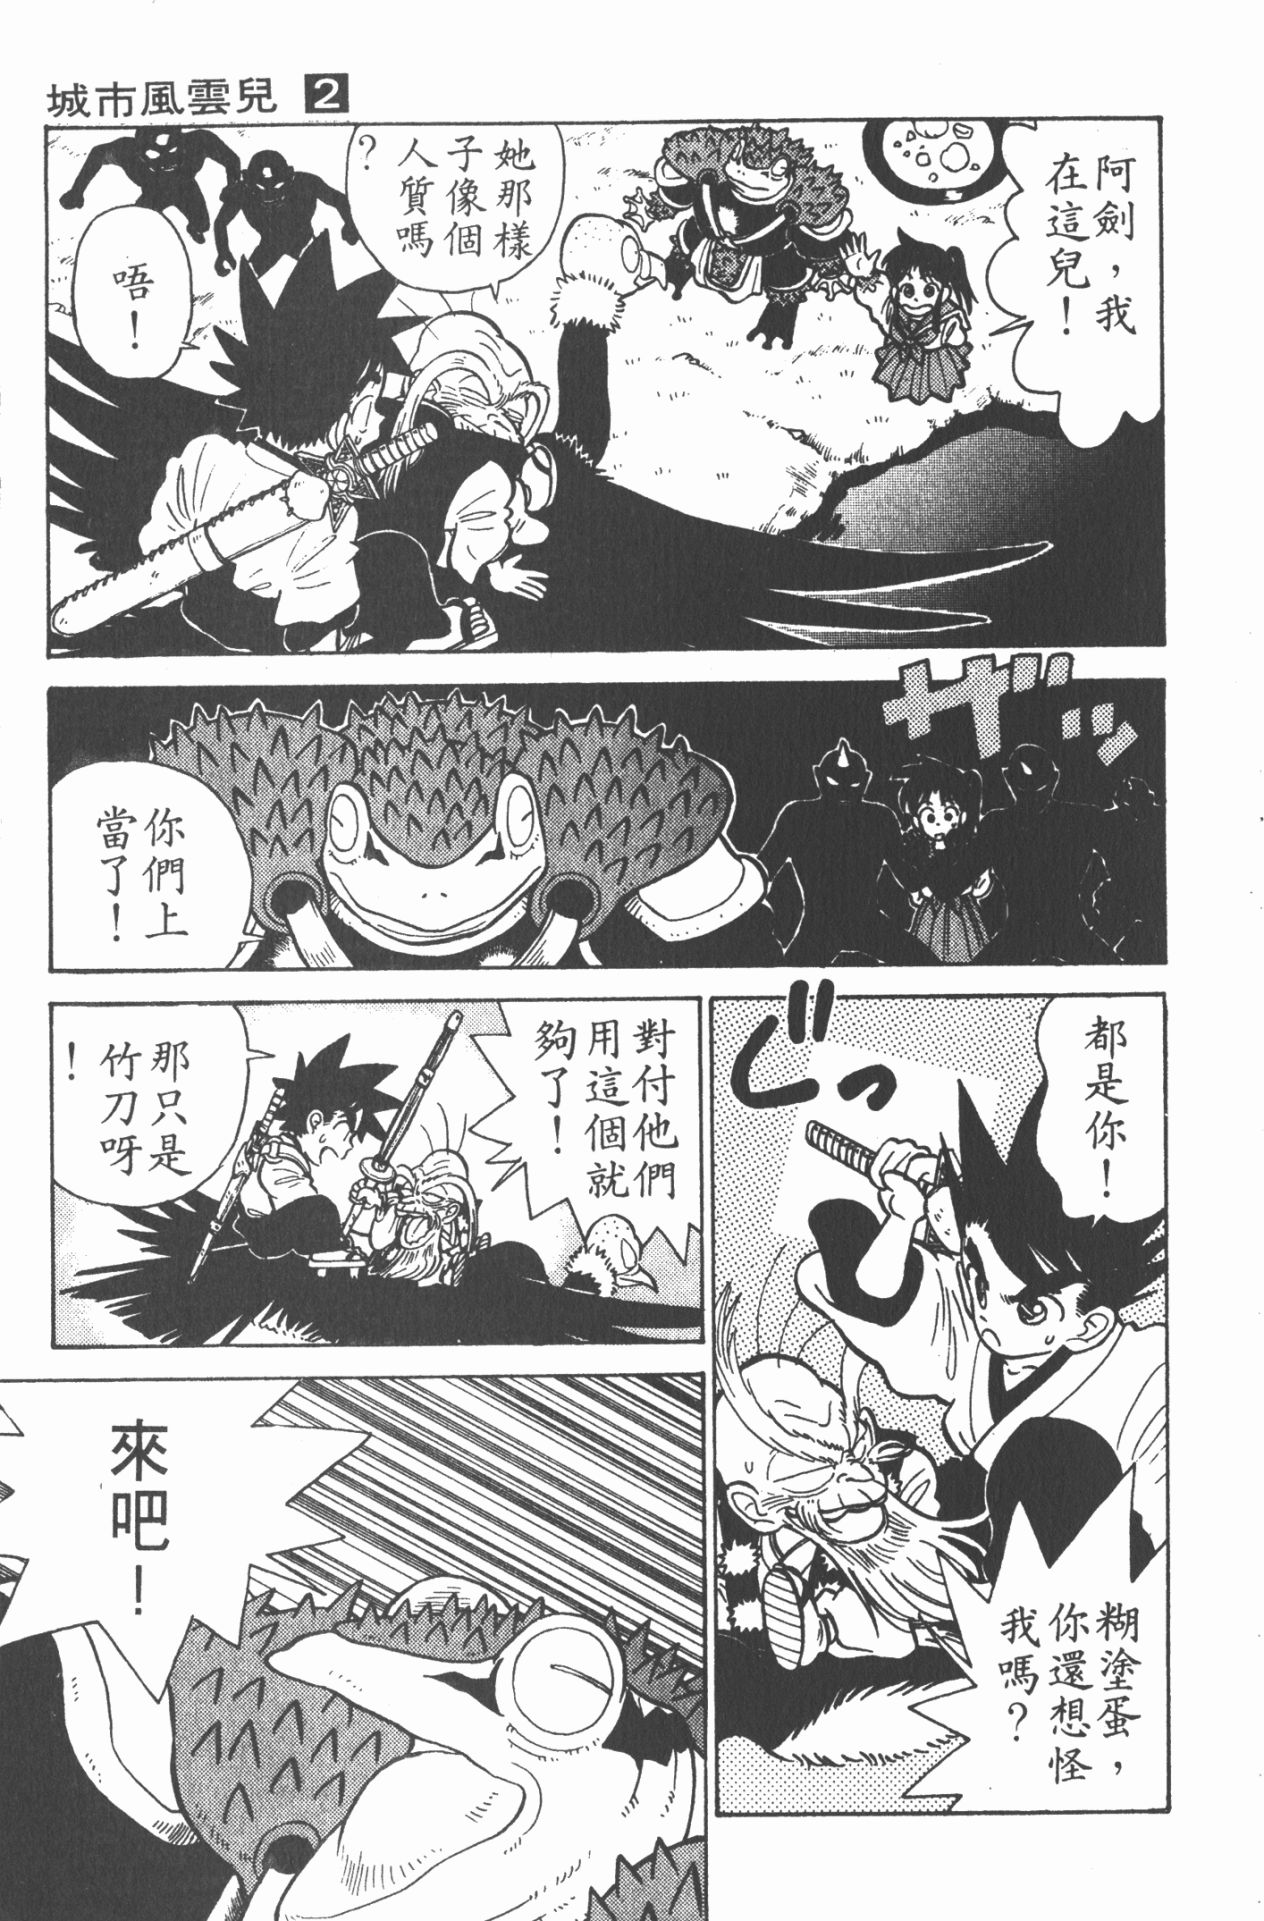 城市風雲兒 2
阿劍，我
在這兒！
她那樣
子像個
人質嗎
？
唔！
ザザッ
你們上
當了！
都是你！
じっ
糊塗蛋，
你還想怪
我嗎？
對付他們
用這個就
夠了！
那只是
竹刀呀
！
來吧！